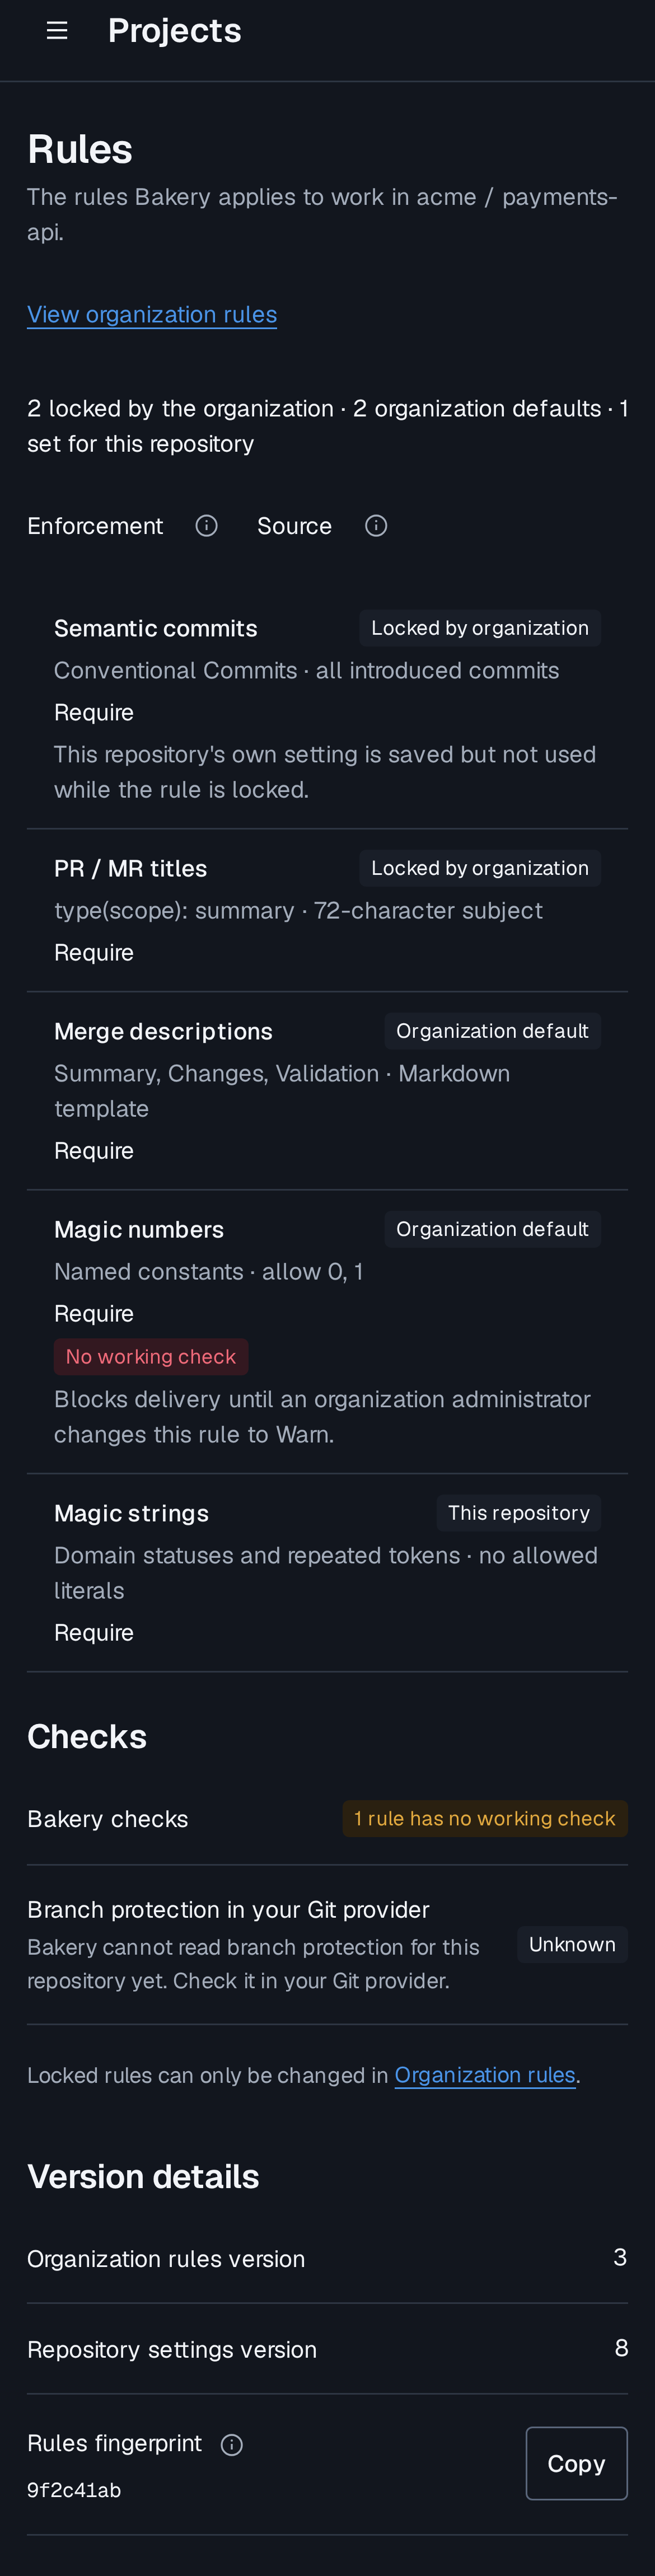 Projects
Rules
The rules Bakery applies to work in acme / payments-
api.
View organization rules
2 locked by the organization · 2 organization defaults · 1
set for this repository
Enforcement Source
Semantic commits Locked by organization
Conventional Commits · all introduced commits
Require
This repository's own setting is saved but not used
while the rule is locked.
PR / MR titles Locked by organization
type(scope): summary · 72-character subject
Require
Merge descriptions Organization default
Summary, Changes, Validation · Markdown
template
Require
Magic numbers Organization default
Named constants · allow 0, 1
Require
No working check
Blocks delivery until an organization administrator
changes this rule to Warn.
Magic strings This repository
Domain statuses and repeated tokens · no allowed
literals
Require
Checks
Bakery checks 1 rule has no working check
Branch protection in your Git provider
Bakery cannot read branch protection for this
repository yet. Check it in your Git provider.
Unknown
Locked rules can only be changed in Organization rules.
Version details
Organization rules version 3
Repository settings version 8
Rules fingerprint
9f2c41ab
Copy